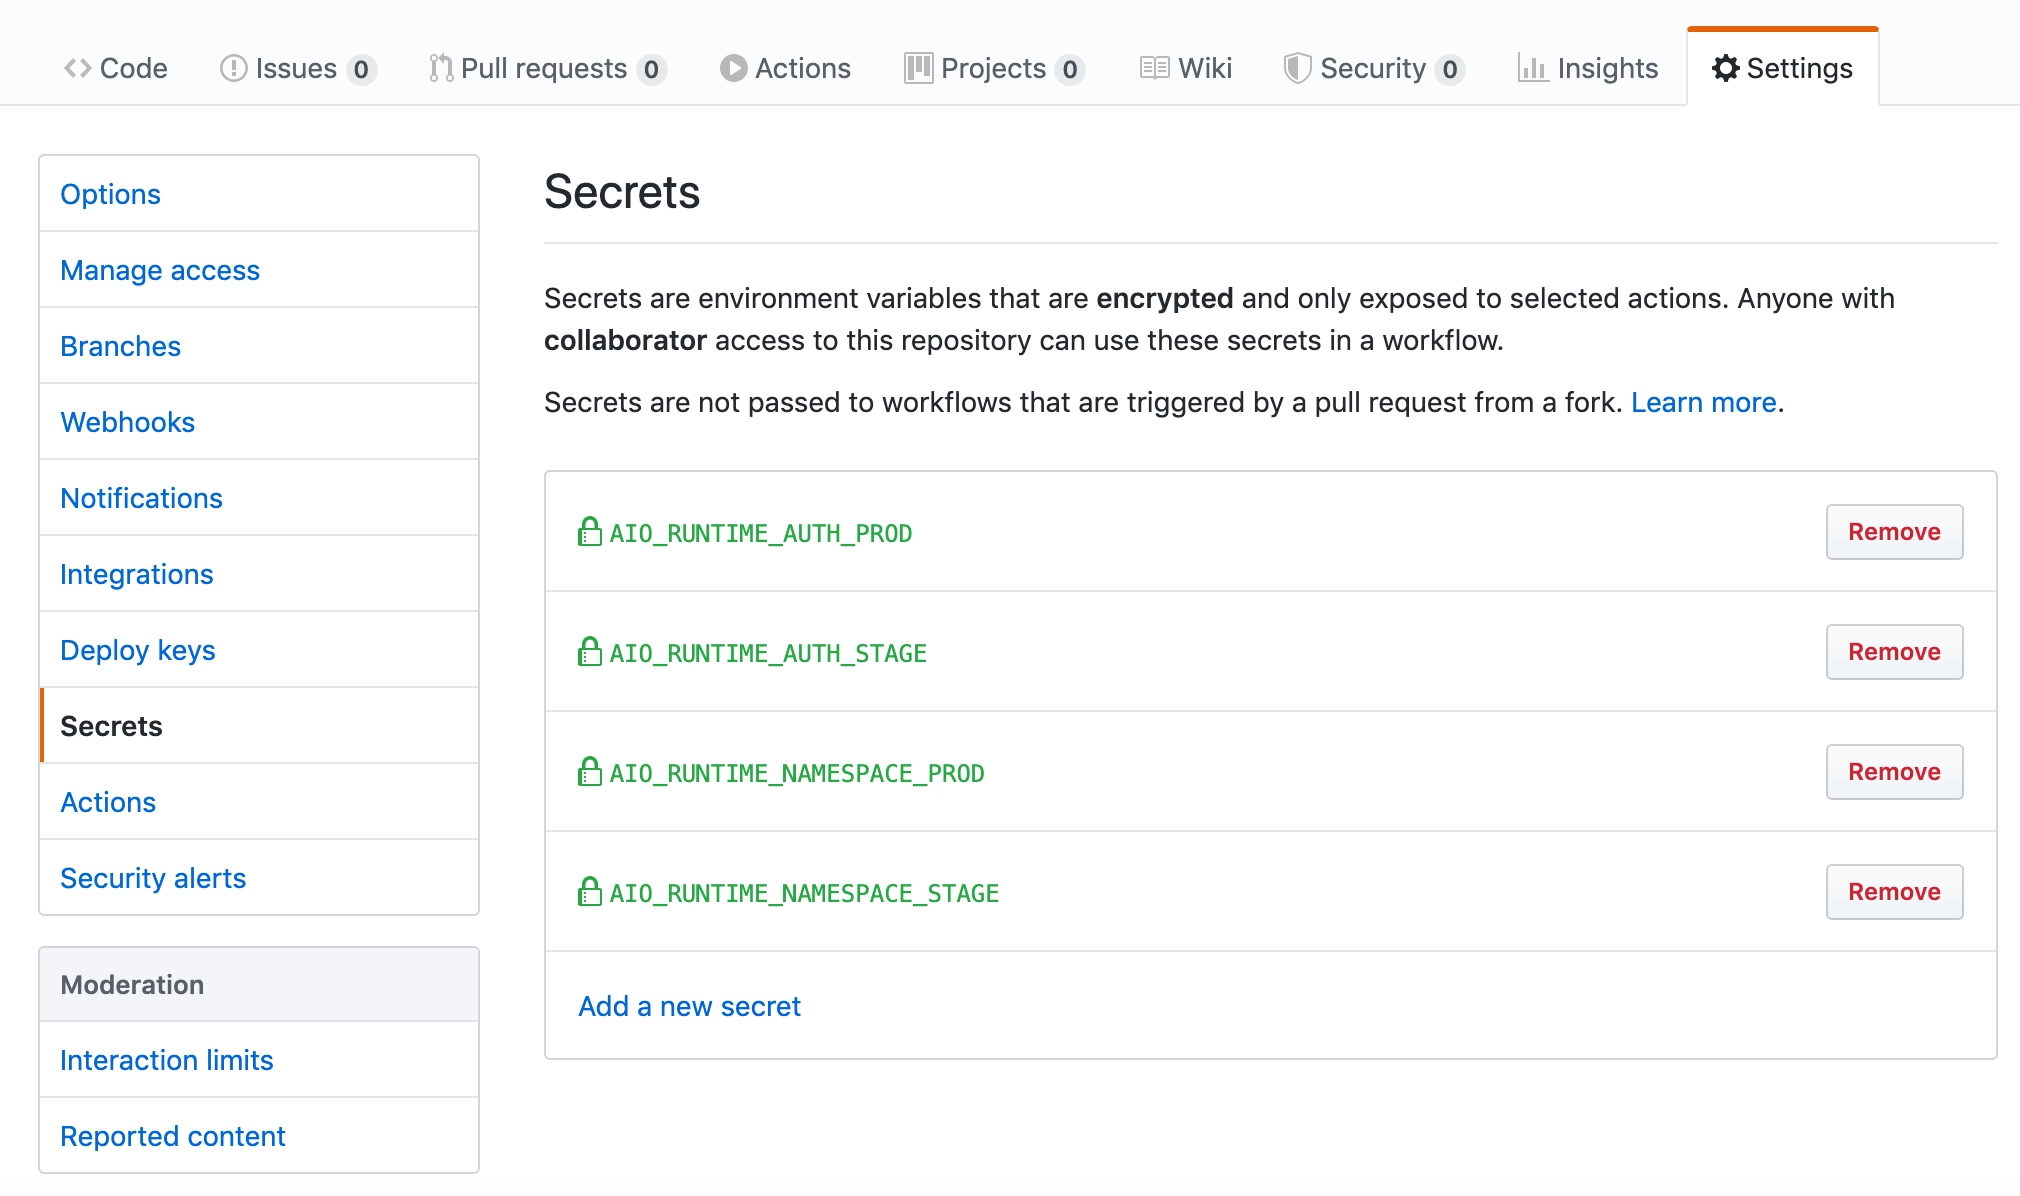 Code Issues 0 Pull requests 0 Actions Projects 0 Wiki Security 0 Insights Settings
Options
Manage access
Branches
Webhooks
Notifications
Integrations
Deploy keys
Secrets
Actions
Security alerts
Moderation
Interaction limits
Reported content
Secrets
Secrets are environment variables that are encrypted and only exposed to selected actions. Anyone with
collaborator access to this repository can use these secrets in a workflow.
Secrets are not passed to workflows that are triggered by a pull request from a fork. Learn more.
AIO_RUNTIME_AUTH_PROD Remove
AIO_RUNTIME_AUTH_STAGE Remove
AIO_RUNTIME_NAMESPACE_PROD Remove
AIO_RUNTIME_NAMESPACE_STAGE Remove
Add a new secret